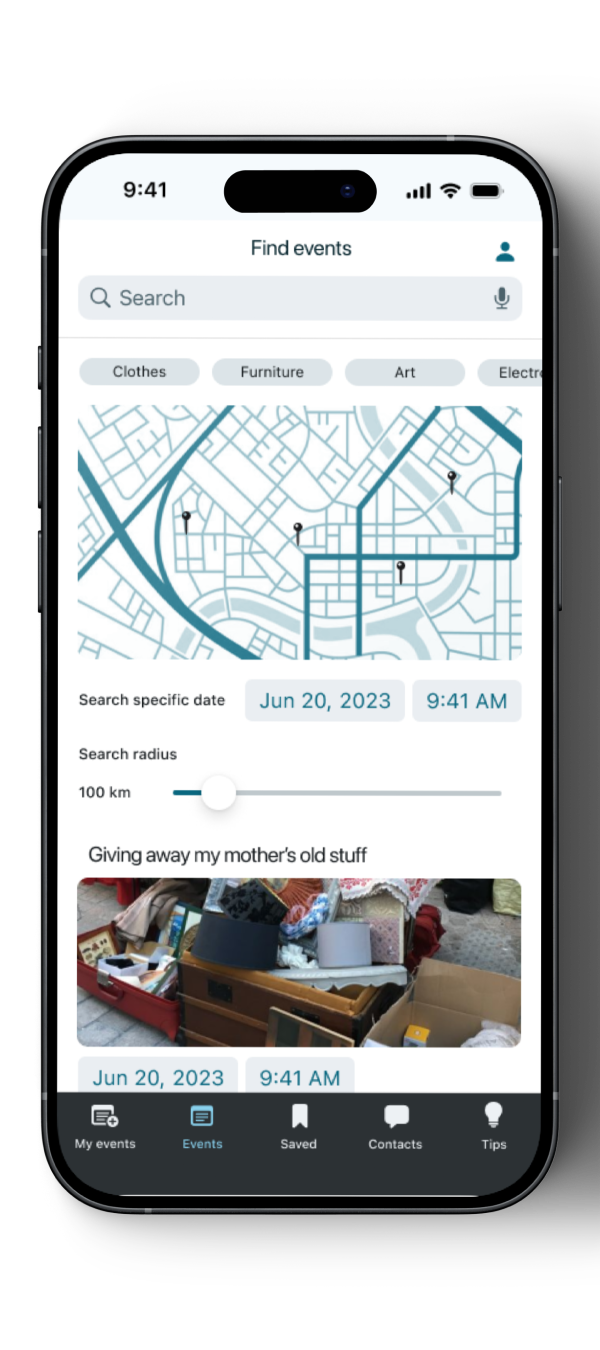 9:41
Find events
Search
Clothes Furniture Art Electro
Search specific date Jun 20, 2023 9:41 AM
Search radius
100 km
Giving away my mother's old stuff
Jun 20, 2023 9:41 AM
My events Events Saved Contacts Tips